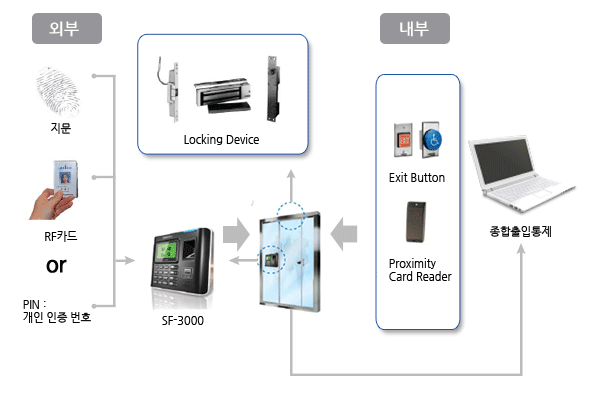 외부
내부
지문
Locking Device
Exit Button
RF카드
종합출입통제
or
Proximity
Card Reader
PIN :
개인 인증 번호
SF-3000